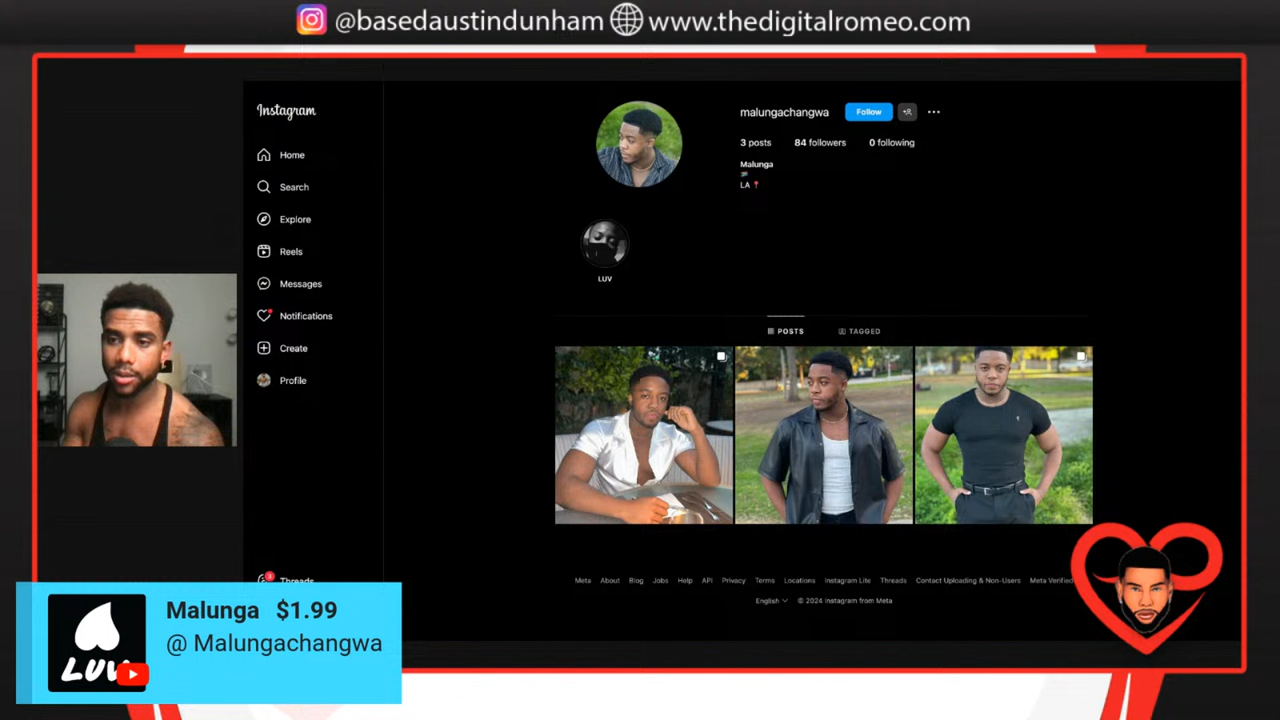 @basedaustindunham www.thedigitalromeo.com
Instagram
Home
Search
Explore
Reels
Messages
Notifications
Create
Profile
3
Threads
malungachangwa Follow
3 posts 84 followers 0 following
Malunga
LA
LUV
POSTS TAGGED
Meta About Blog Jobs Help API Privacy Terms Locations Instagram Lite Threads Contact Uploading & Non-Users Meta Verified
English © 2024 Instagram from Meta
Malunga $1.99
@ Malungachangwa
LUV